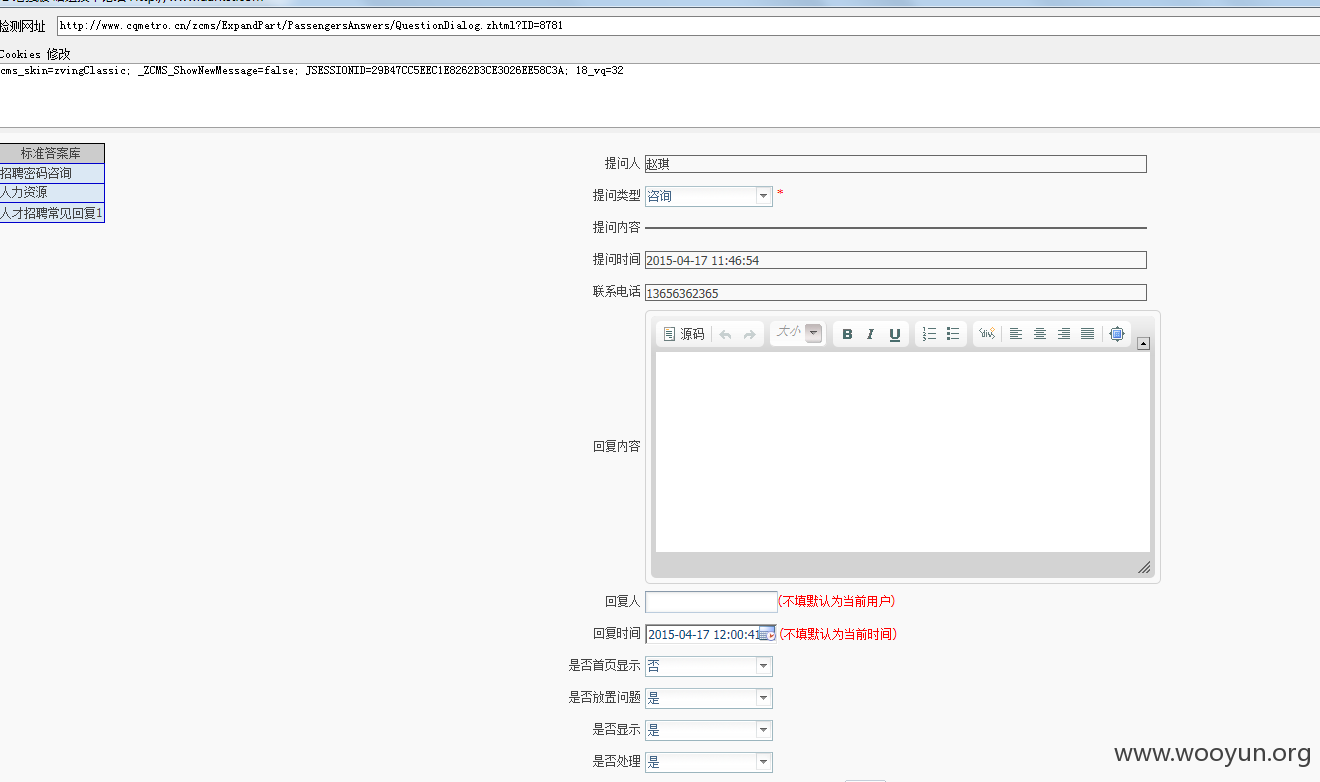 检测网址 http://www.cqmetro.cn/zcms/ExpandPart/PassengersAnswers/QuestionDialog.zhtml?ID=8781
Cookies 修改
cms_skin=zvingClassic; _ZCMS_ShowNewMessage=false; JSESSIONID=29B47CC5EEC1E8262B3CE3026EE58C3A; 18_vq=32
标准答案库
招聘密码咨询
人力资源
人才招聘常见回复1
提问人 赵琪
提问类型 咨询 *
提问内容
提问时间 2015-04-17 11:46:54
联系电话 13656362365
源码 大小 B I U
回复内容
回复人 (不填默认为当前用户)
回复时间 2015-04-17 12:00:41 (不填默认为当前时间)
是否首页显示 否
是否放置问题 是
是否显示 是
是否处理 是
www.wooyun.org